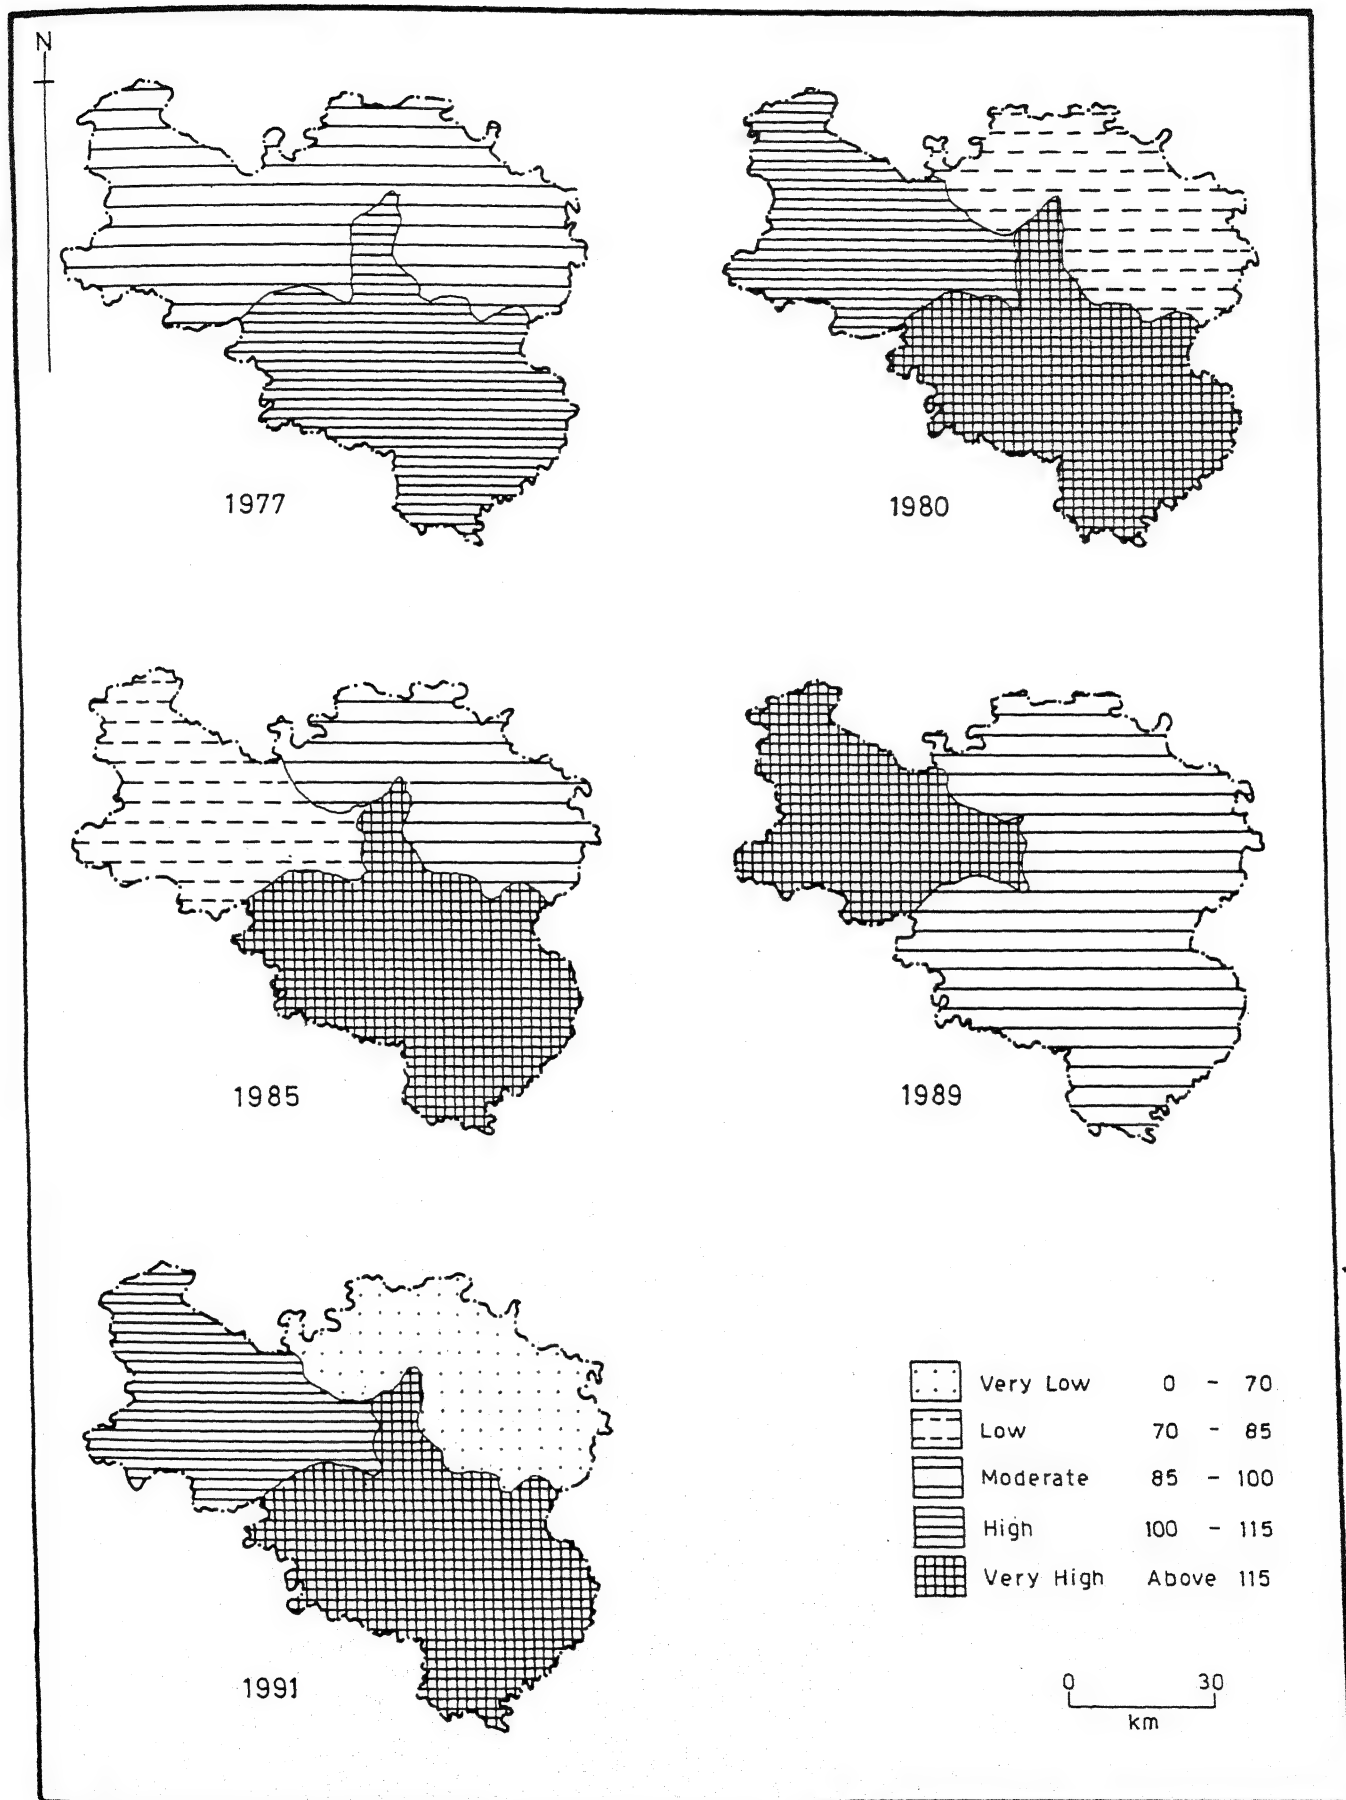 N
1977
1980
1985
1989
1991
Very Low 0 - 70
Low 70 - 85
Moderate 85 - 100
High 100 - 115
Very High Above 115
0 30
km